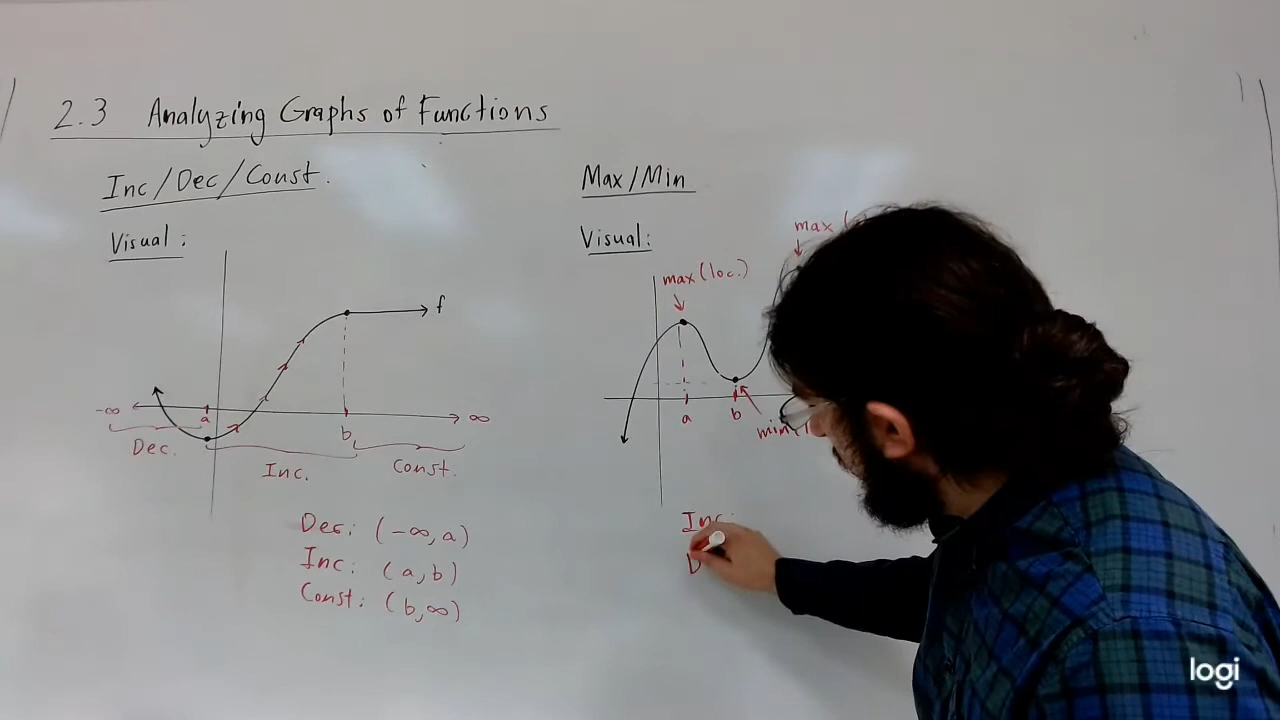 2.3 Analyzing Graphs of Functions
Inc/Dec/Const.
Visual:
f
-∞
a
b
∞
Dec.
Inc.
Const.
Dec: (-∞, a)
Inc: (a, b)
Const: (b, ∞)
Max/Min
Visual:
max
max (loc.)
a
b
min
Inc:
D
logi